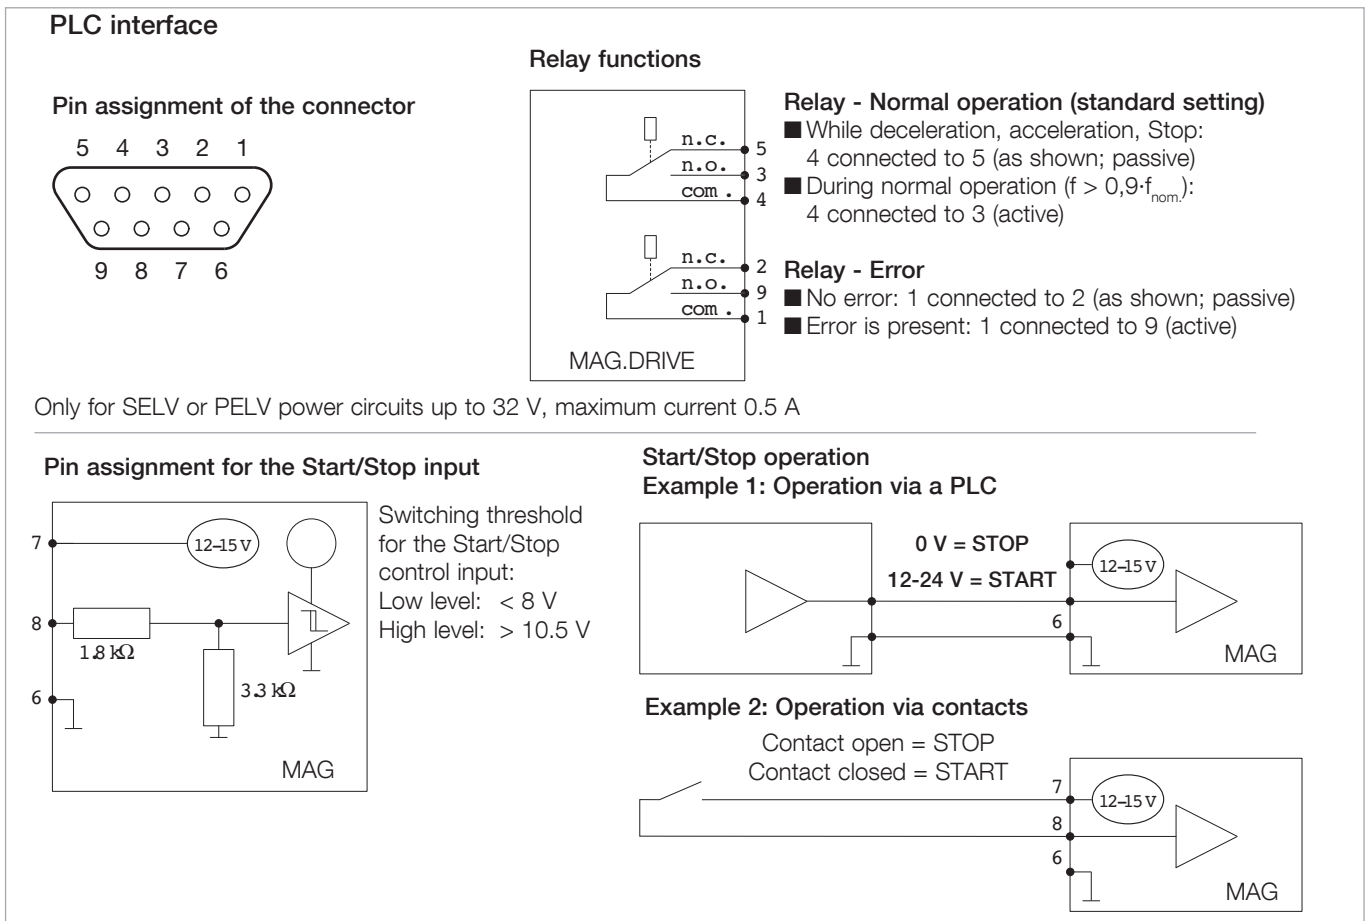 PLC interface
Relay functions
Pin assignment of the connector
5 4 3 2 1
9 8 7 6
n.c.
5
n.o.
3
com .
4
n.c.
2
n.o.
9
com .
1
MAG.DRIVE
Relay - Normal operation (standard setting)
■ While deceleration, acceleration, Stop:
4 connected to 5 (as shown; passive)
■ During normal operation (f > 0,9·fnom.):
4 connected to 3 (active)
Relay - Error
■ No error: 1 connected to 2 (as shown; passive)
■ Error is present: 1 connected to 9 (active)
Only for SELV or PELV power circuits up to 32 V, maximum current 0.5 A
Pin assignment for the Start/Stop input
7
12–15 V
8
1.8 kΩ
3.3 kΩ
6
MAG
Switching threshold
for the Start/Stop
control input:
Low level: < 8 V
High level: > 10.5 V
Start/Stop operation
Example 1: Operation via a PLC
0 V = STOP
12-24 V = START
12–15 V
6
MAG
Example 2: Operation via contacts
Contact open = STOP
Contact closed = START
7
12–15 V
8
6
MAG